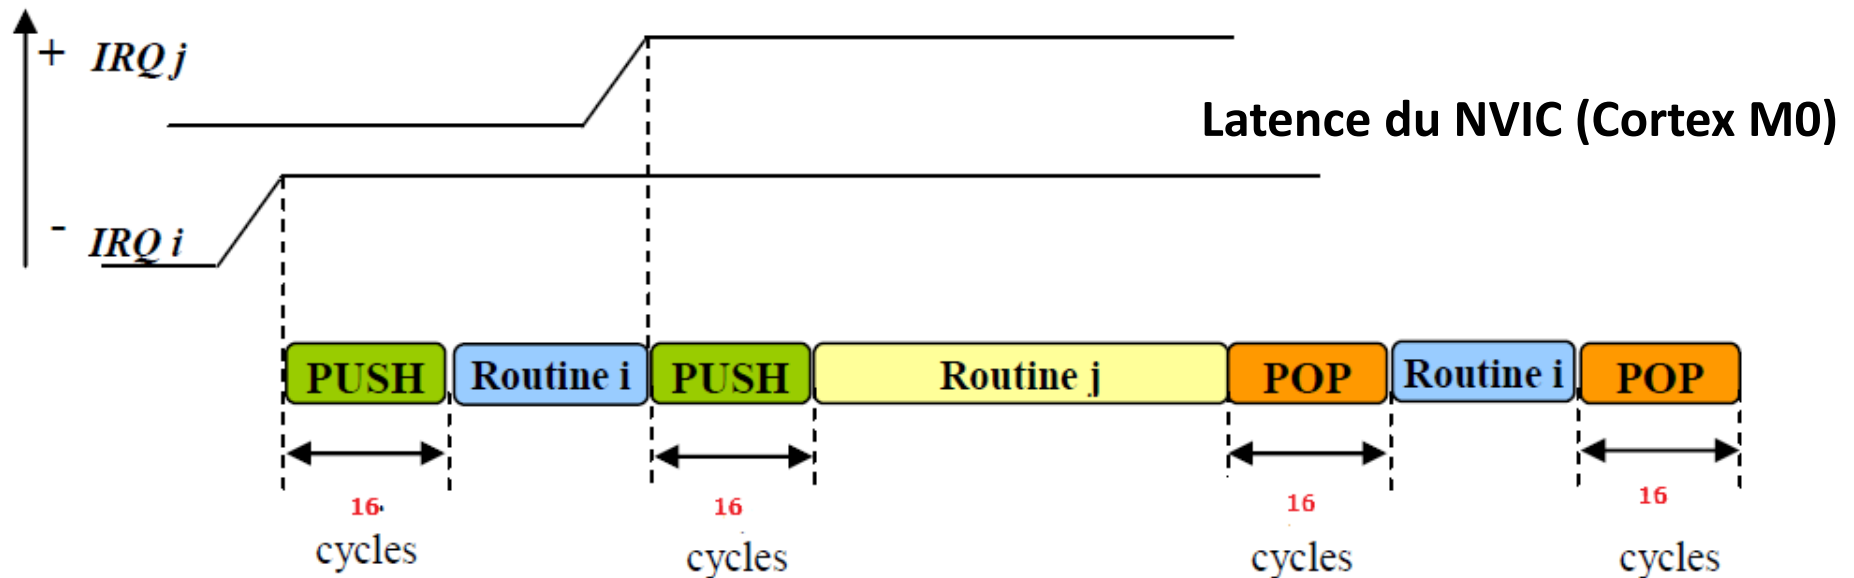 + IRQ j
Latence du NVIC (Cortex M0)
- IRQ i
PUSH Routine i PUSH Routine j POP Routine i POP
16 16 16 16
cycles cycles cycles cycles